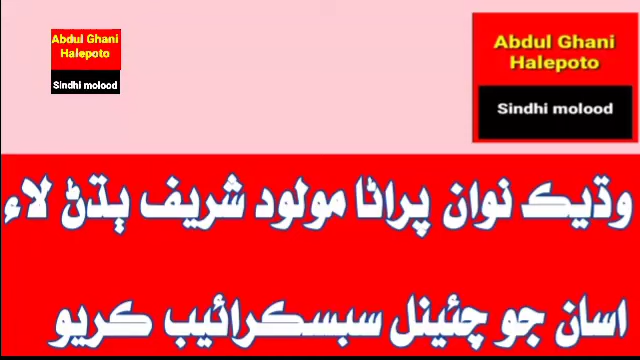 Abdul Ghani
Halepoto
Sindhi molood
Abdul Ghani
Halepoto
Sindhi molood
وڌيڪ نوان پراڻا مولود شريف ٻڌڻ لاءِ
اسان جو چئينل سبسڪرائيب ڪريو